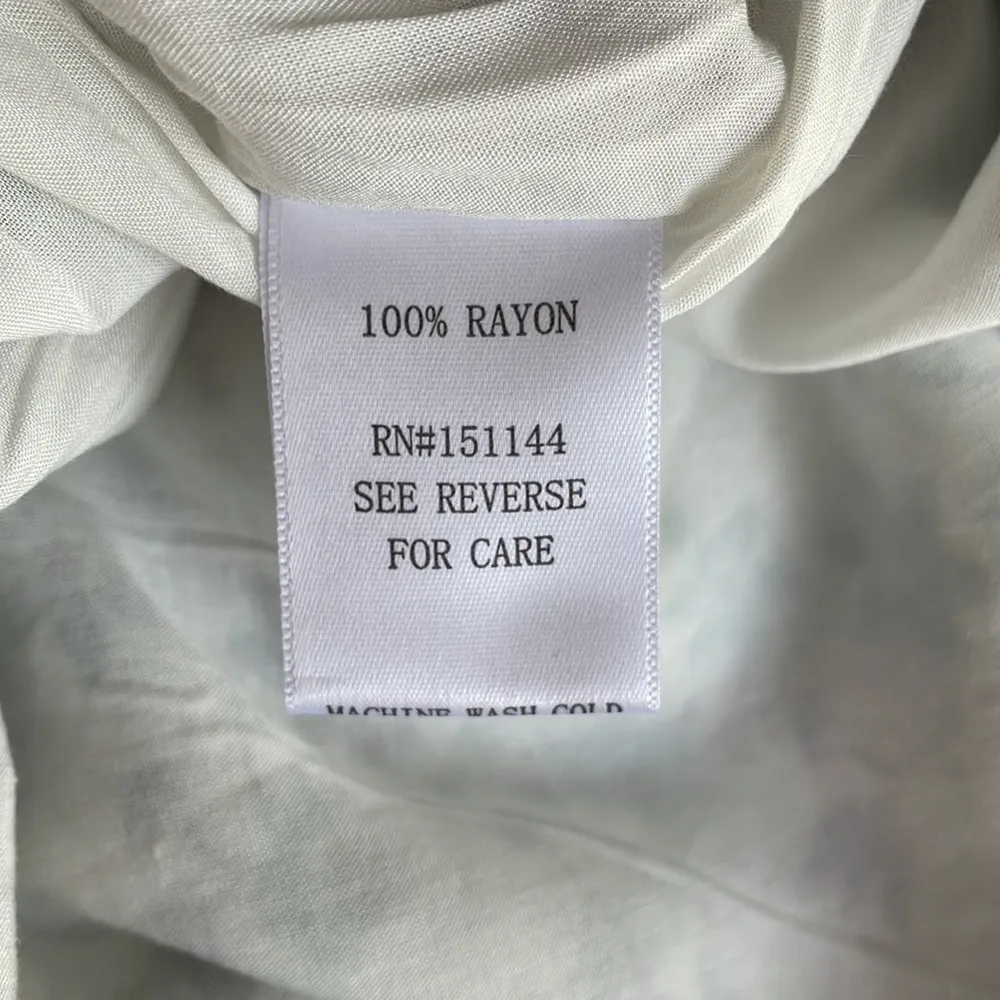 100% RAYON
RN#151144
SEE REVERSE
FOR CARE
MACHINE WASH COLD